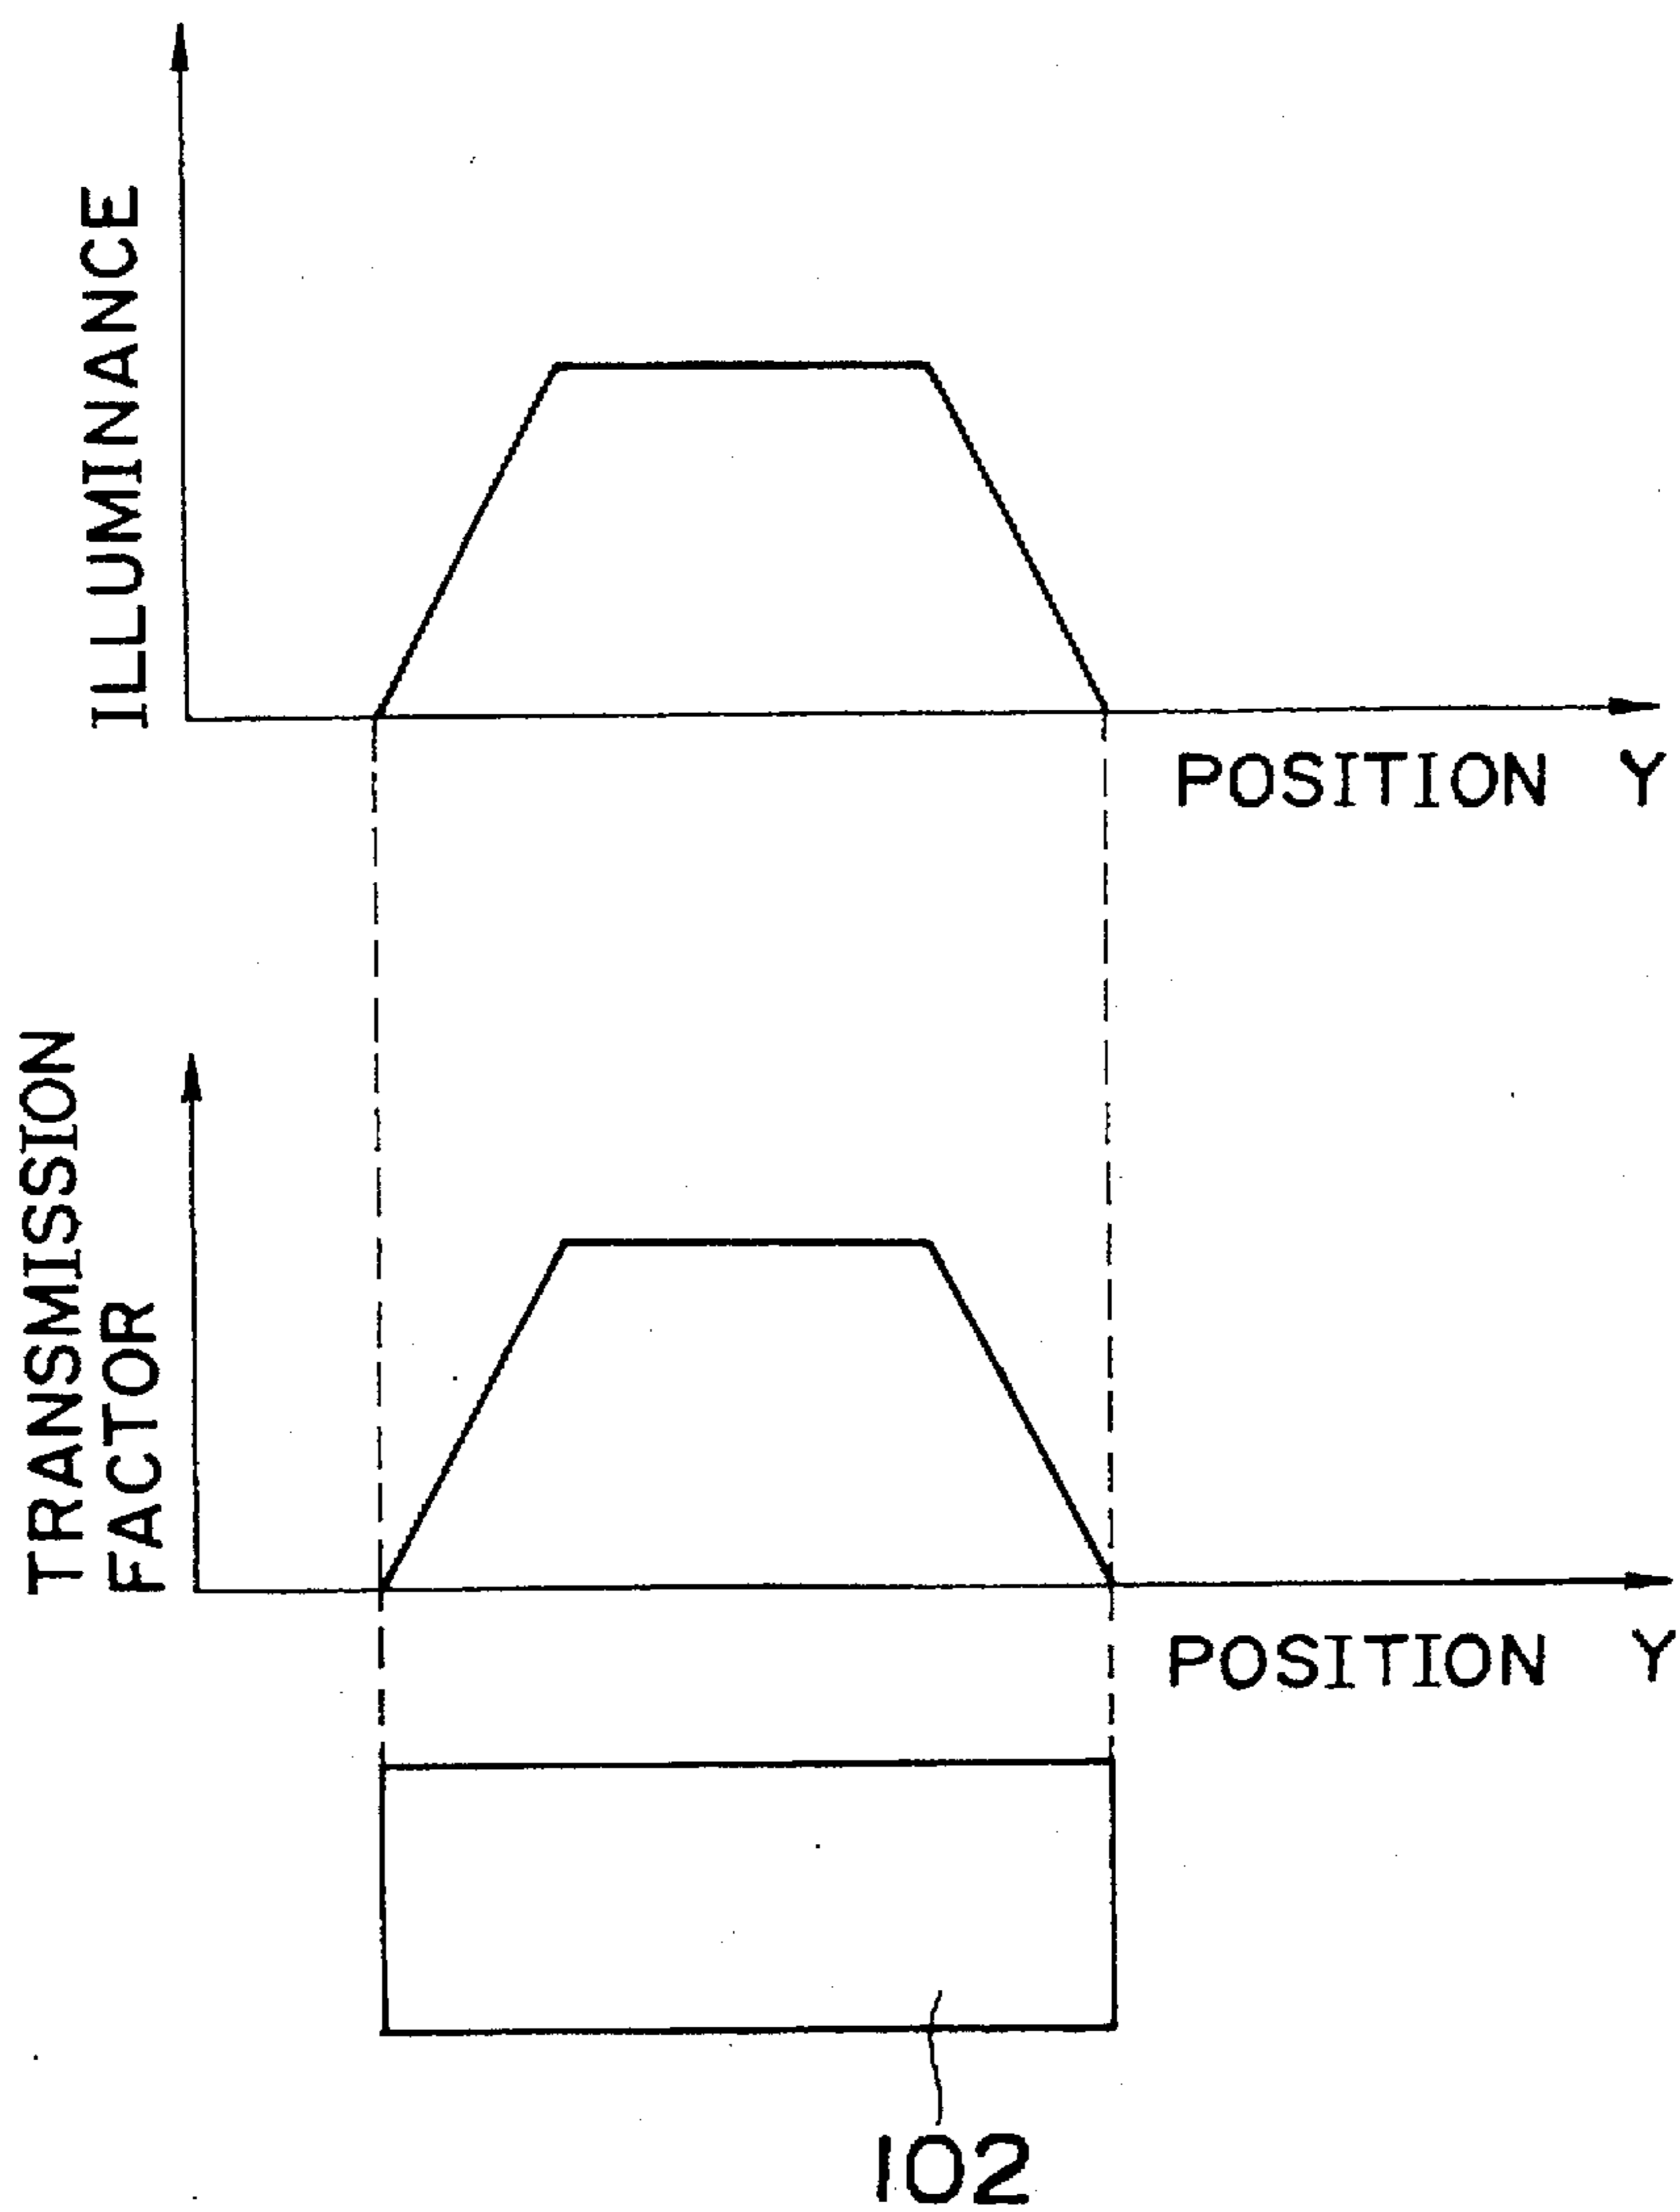 ILLUMINANCE
POSITION Y
TRANSMISSION
FACTOR
POSITION Y
102